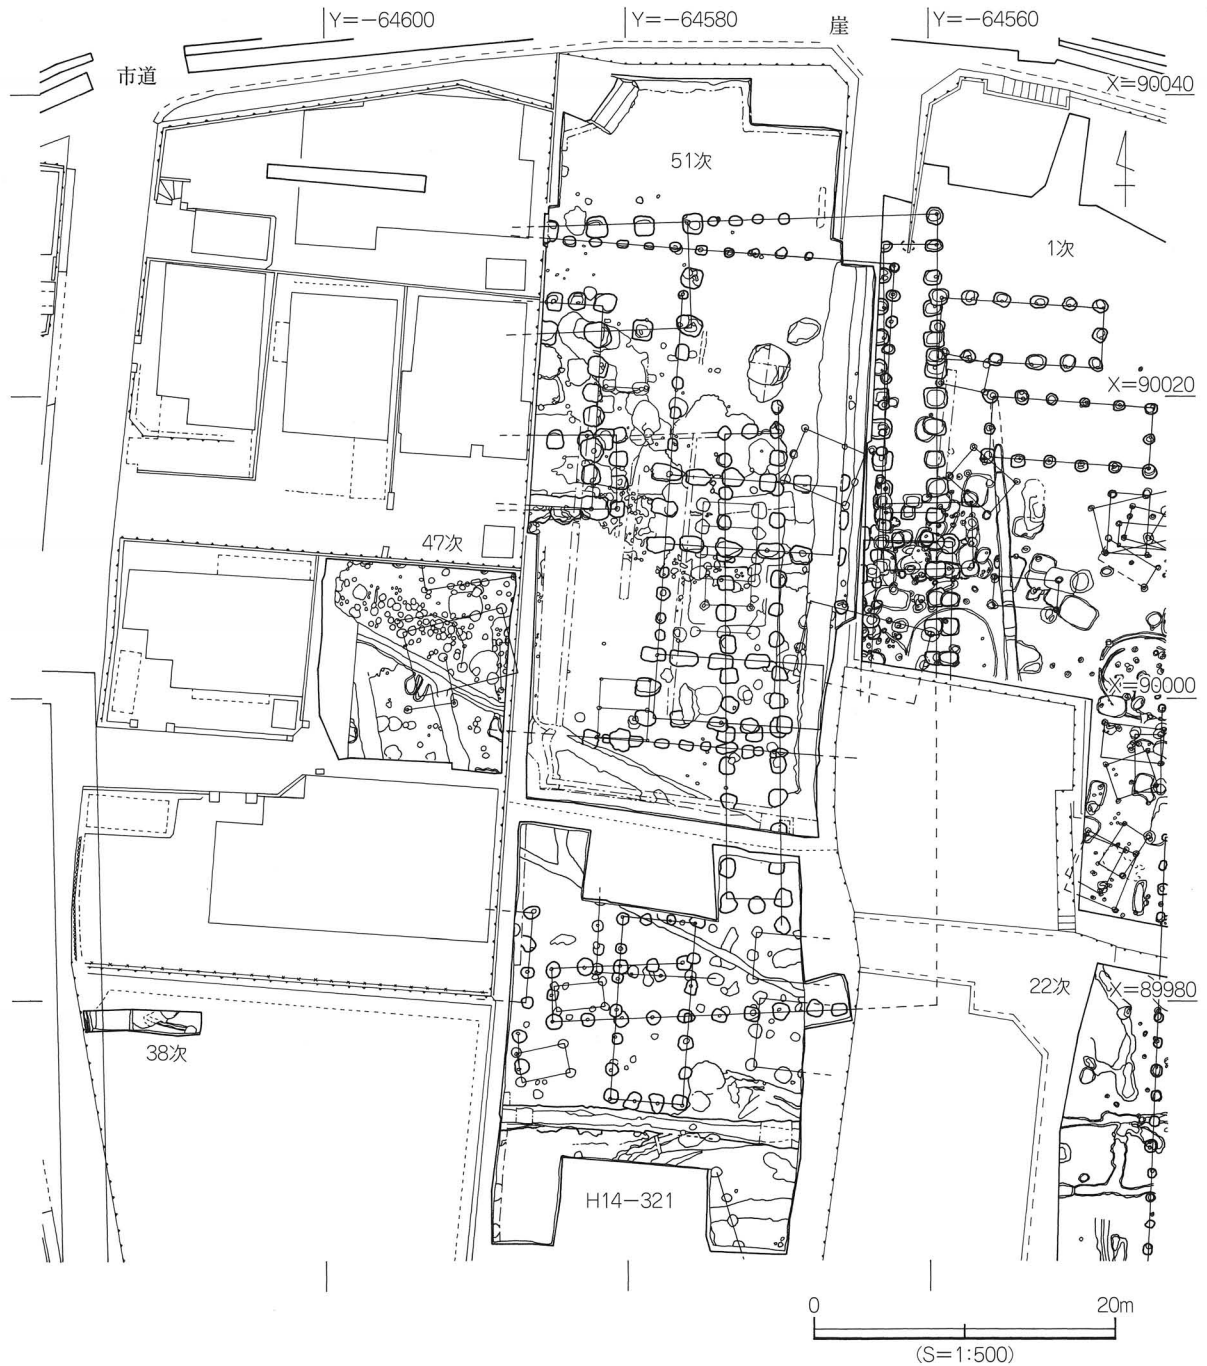 Y=-64600
Y=-64580
Y=-64560
崖
市道
X=90040
51次
1次
X=90020
47次
X=90000
22次
X=89980
38次
H14-321
0
20m
(S=1:500)